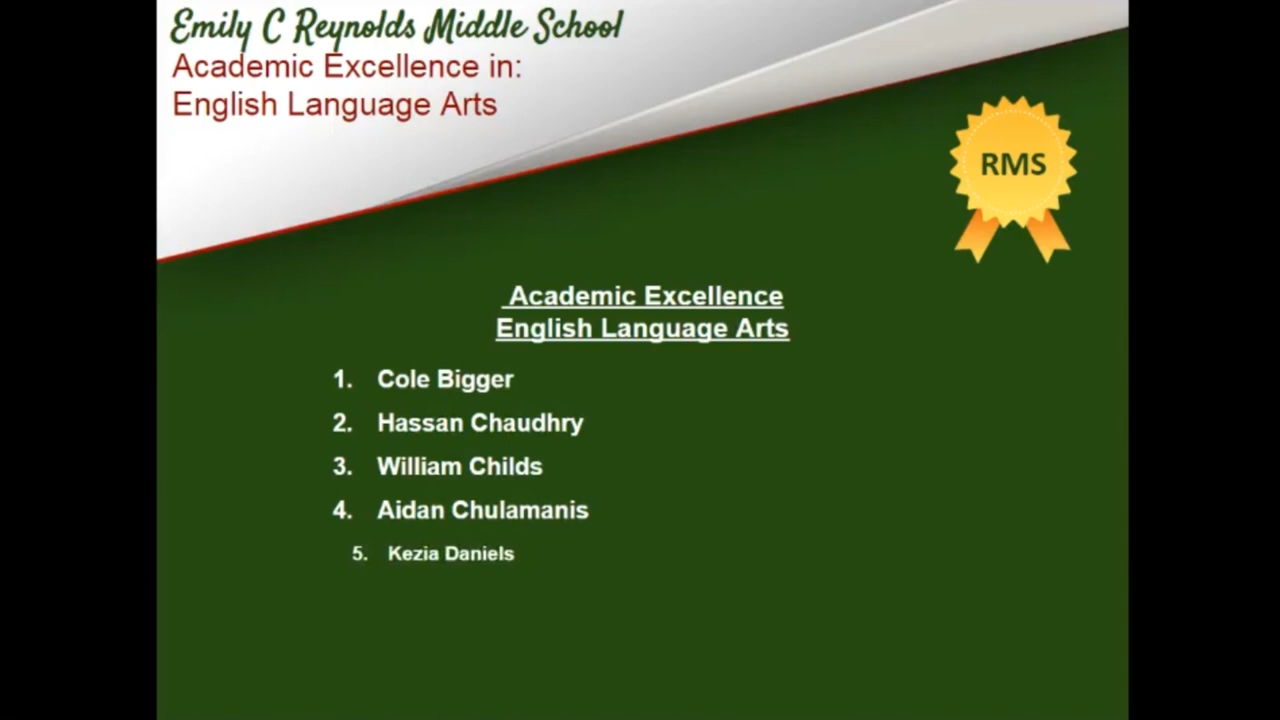 Emily C Reynolds Middle School
Academic Excellence in:
English Language Arts
RMS
Academic Excellence
English Language Arts
1. Cole Bigger
2. Hassan Chaudhry
3. William Childs
4. Aidan Chulamanis
5. Kezia Daniels